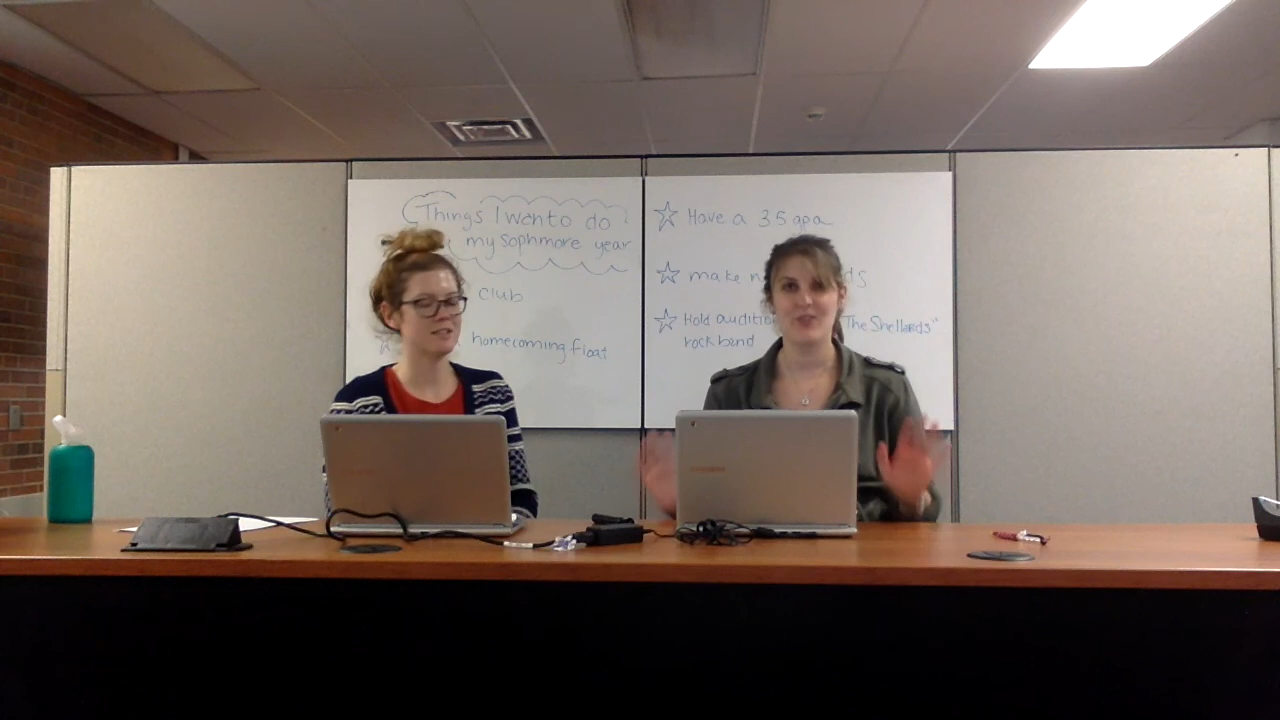 Things I want to do
my sophmore year
club
homecoming float
Have a 3.5 gpa
make
Hold
"The Shellards"
rock band